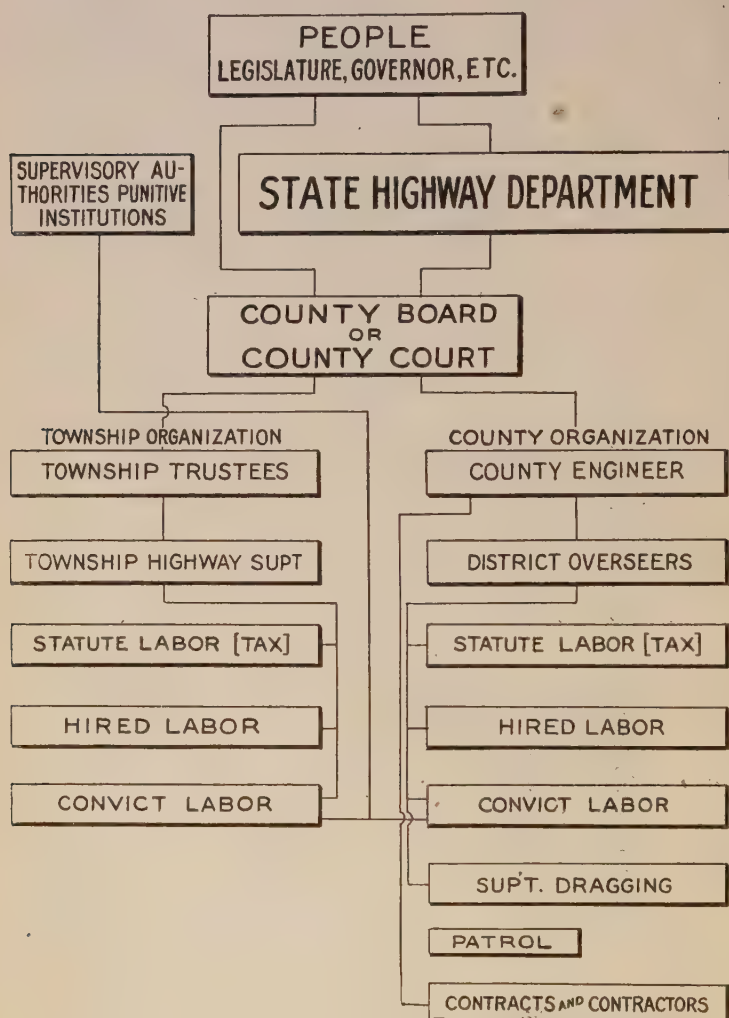 PEOPLE
LEGISLATURE, GOVERNOR, ETC.
SUPERVISORY AU-
THORITIES PUNITIVE
INSTITUTIONS
STATE HIGHWAY DEPARTMENT
COUNTY BOARD
OR
COUNTY COURT
TOWNSHIP ORGANIZATION
TOWNSHIP TRUSTEES
COUNTY ORGANIZATION
COUNTY ENGINEER
TOWNSHIP HIGHWAY SUPT
DISTRICT OVERSEERS
STATUTE LABOR [TAX]
STATUTE LABOR [TAX]
HIRED LABOR
HIRED LABOR
CONVICT LABOR
CONVICT LABOR
SUP'T. DRAGGING
PATROL
CONTRACTS AND CONTRACTORS